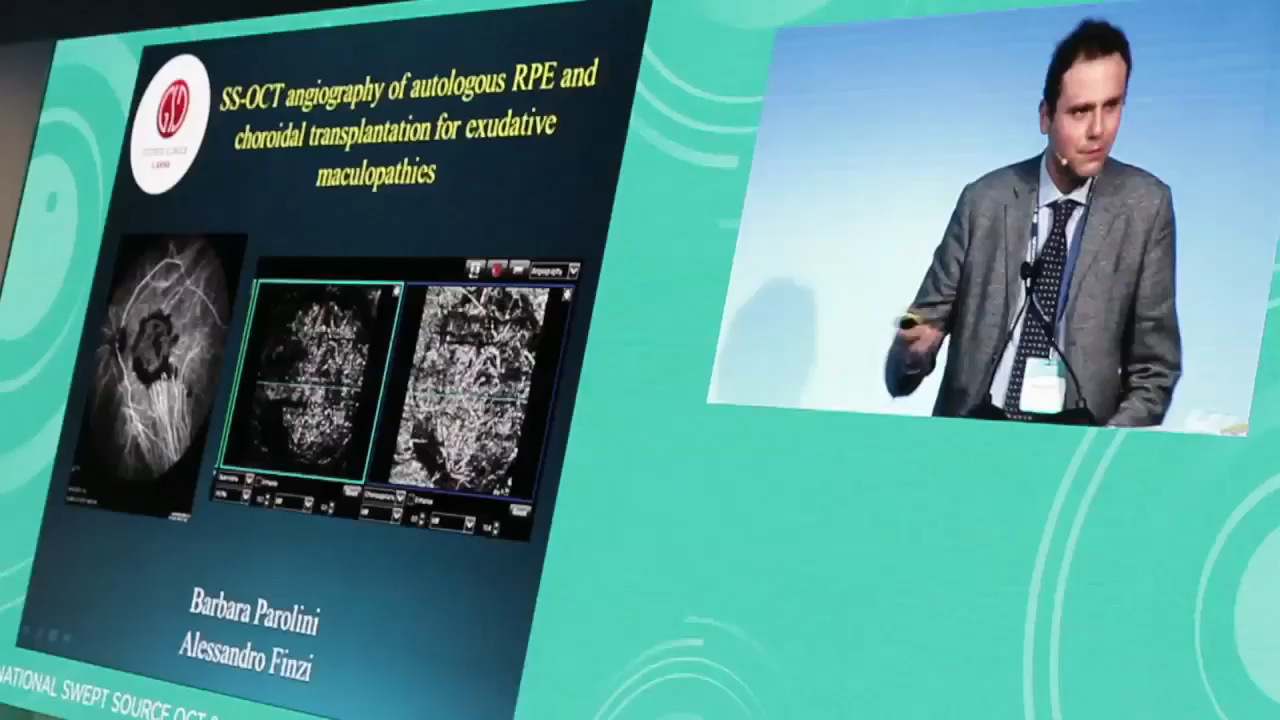 SS-OCT angiography of autologous RPE and
choroidal transplantation for exudative
maculopathies
Angiography
Barbara Parolini
Alessandro Finzi
NATIONAL SWEPT SOURCE OCT &